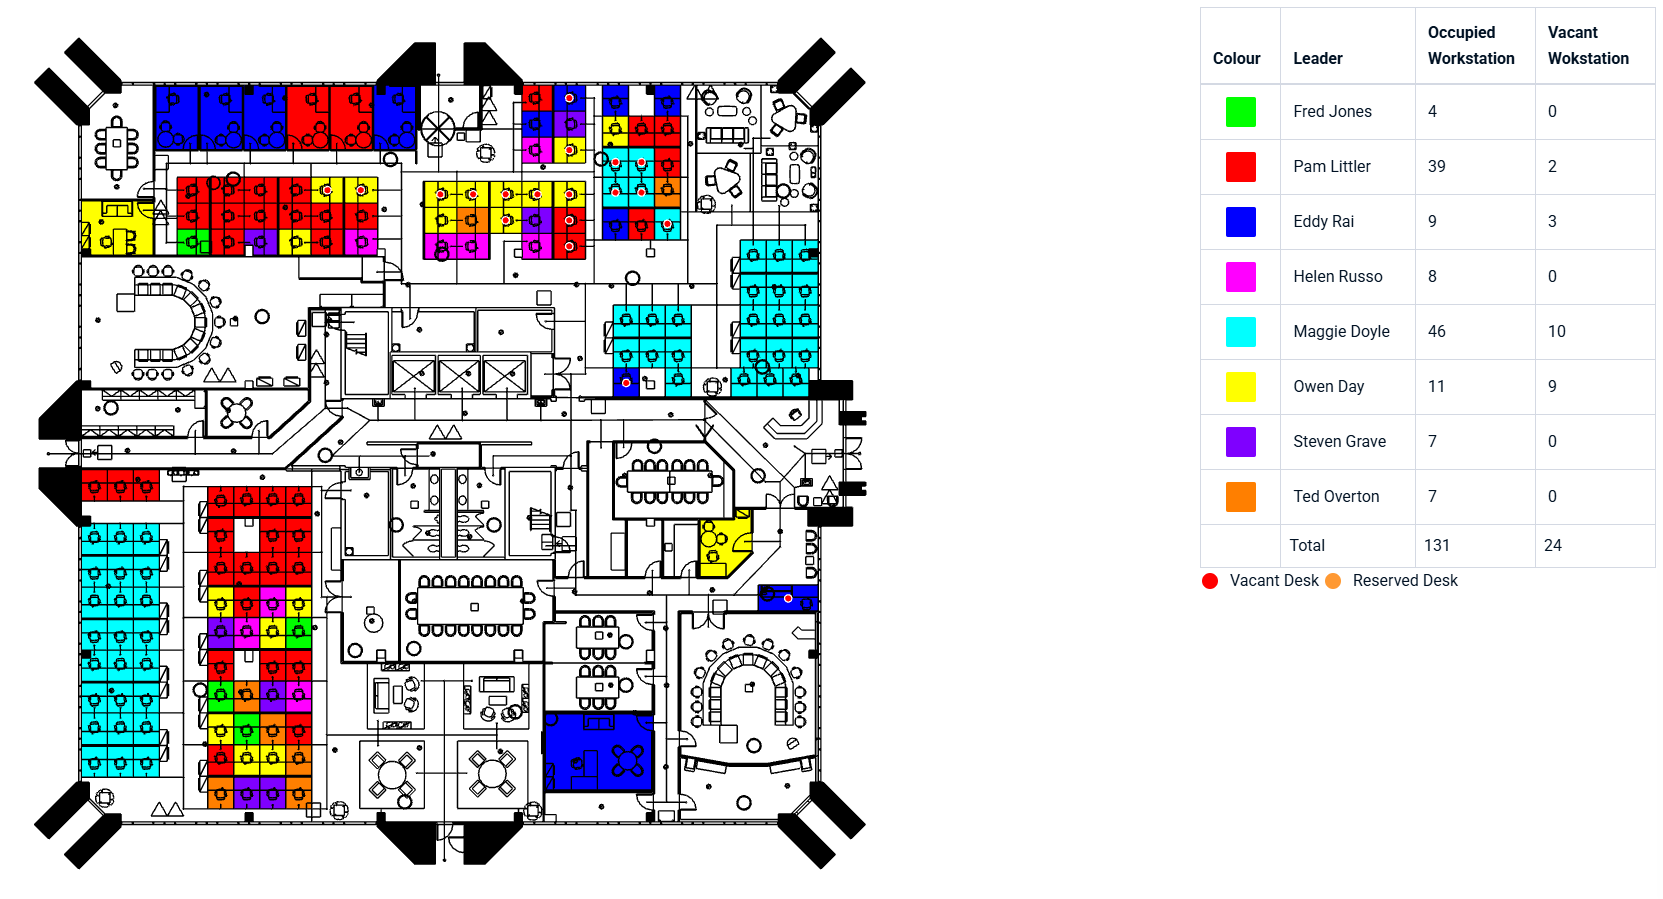 Colour Leader Occupied Workstation Vacant Wokstation
Fred Jones 4 0
Pam Littler 39 2
Eddy Rai 9 3
Helen Russo 8 0
Maggie Doyle 46 10
Owen Day 11 9
Steven Grave 7 0
Ted Overton 7 0
Total 131 24
Vacant Desk Reserved Desk